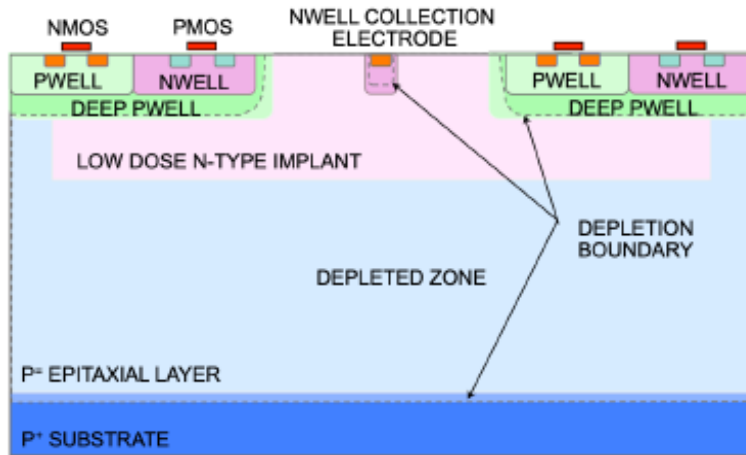 NMOS
PMOS
NWELL COLLECTION
ELECTRODE
PWELL
NWELL
PWELL
NWELL
DEEP PWELL
DEEP PWELL
LOW DOSE N-TYPE IMPLANT
DEPLETION
BOUNDARY
DEPLETED ZONE
P⁼ EPITAXIAL LAYER
P⁺ SUBSTRATE